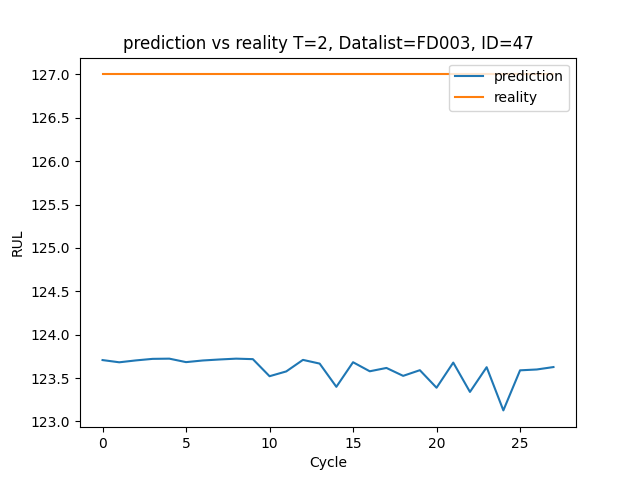 prediction vs reality T=2, Datalist=FD003, ID=47
prediction
reality
127.0
126.5
126.0
125.5
125.0
124.5
124.0
123.5
123.0
RUL
0 5 10 15 20 25
Cycle